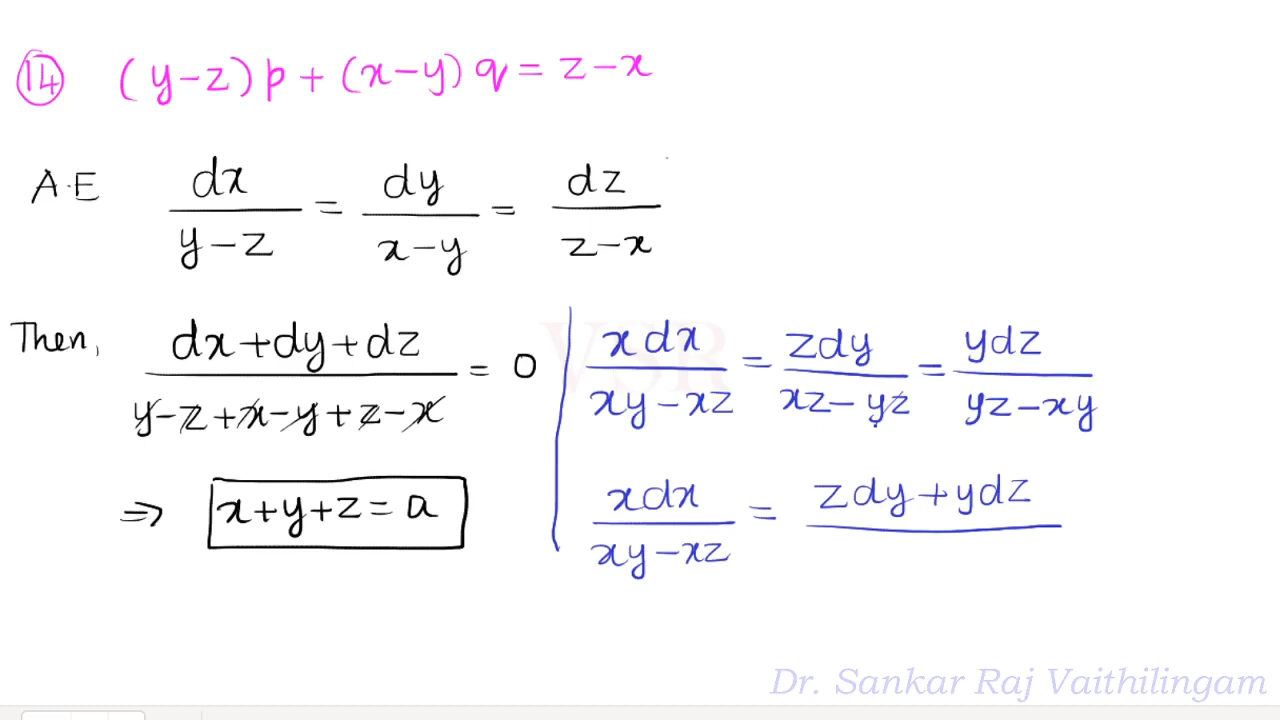 14 (y-z)p+(x-y)q=z-x
A.E dx/(y-z) = dy/(x-y) = dz/(z-x)
Then, (dx+dy+dz)/(y-z+x-y+z-x) = 0
⇒ x+y+z=a
xdx/(xy-xz) = zdy/(xz-yz) = ydz/(yz-xy)
xdx/(xy-xz) = zdy+ydz
VSR
Dr. Sankar Raj Vaithilingam